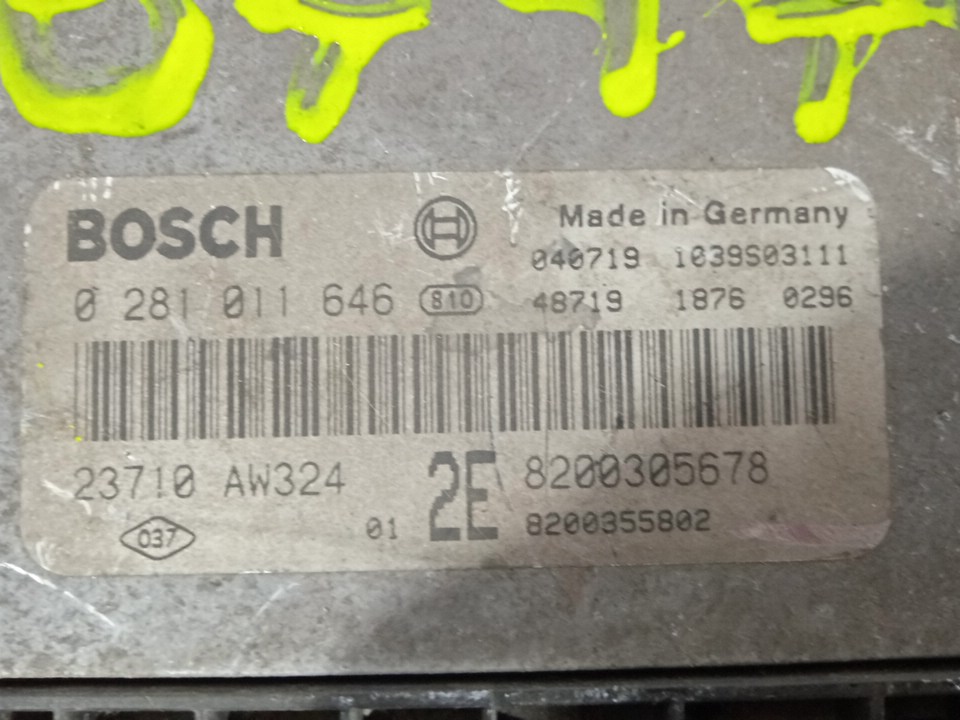 BOSCH
Made in Germany
040719 1039S03111
0 281 011 646 810
48719 1876 0296
23710 AW324 2E 8200305678
037 01 8200355802